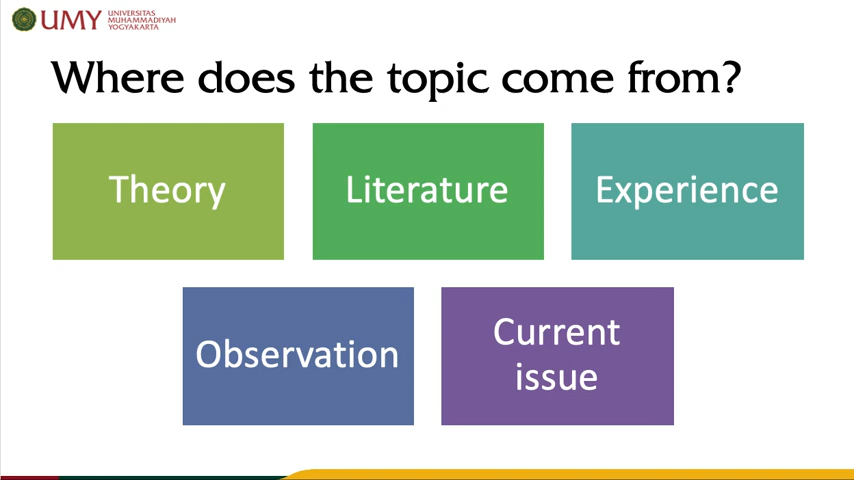 UMY
UNIVERSITAS
MUHAMMADIYAH
YOGYAKARTA
Where does the topic come from?
Theory
Literature
Experience
Observation
Current
issue